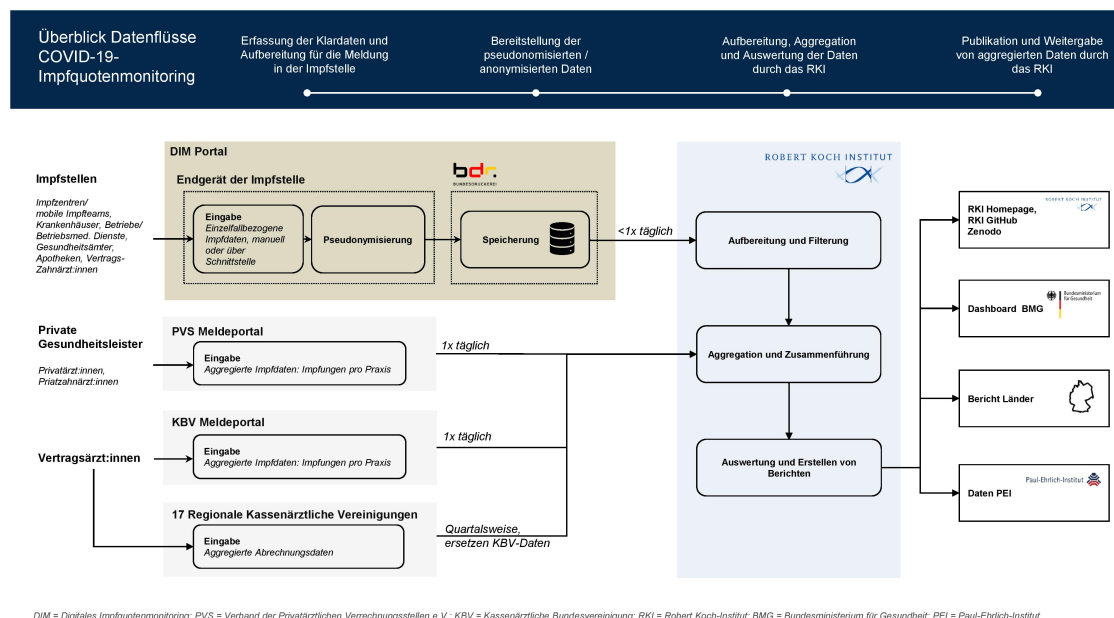 Überblick Datenflüsse
COVID-19-
Impfquotenmonitoring
Erfassung der Klardaten und
Aufbereitung für die Meldung
in der Impfstelle
Bereitstellung der
pseudonomisierten /
anonymisierten Daten
Aufbereitung, Aggregation
und Auswertung der Daten
durch das RKI
Publikation und Weitergabe
von aggregierten Daten durch
das RKI
Impfstellen
Impfzentren/
mobile Impfteams,
Krankenhäuser, Betriebe/
Betriebsmed. Dienste,
Gesundheitsämter,
Apotheken, Vertrags-
Zahnärzt:innen
DIM Portal
Endgerät der Impfstelle
Eingabe
Einzelfallbezogene
Impfdaten, manuell
oder über
Schnittstelle
Pseudonymisierung
bdr.
BUNDESDRUCKEREI
Speicherung
<1x täglich
ROBERT KOCH INSTITUT
Aufbereitung und Filterung
Aggregation und Zusammenführung
Auswertung und Erstellen von
Berichten
Private
Gesundheitsleister
Privatärzt:innen,
Priatzahnärzt:innen
PVS Meldeportal
Eingabe
Aggregierte Impfdaten: Impfungen pro Praxis
1x täglich
Vertragsärzt:innen
KBV Meldeportal
Eingabe
Aggregierte Impfdaten: Impfungen pro Praxis
1x täglich
17 Regionale Kassenärztliche Vereinigungen
Eingabe
Aggregierte Abrechnungsdaten
Quartalsweise,
ersetzen KBV-Daten
RKI Homepage,
RKI GitHub
Zenodo
ROBERT KOCH INSTITUT
Dashboard BMG
Bundesministerium
für Gesundheit
Bericht Länder
Daten PEI
Paul-Ehrlich-Institut
DIM = Digitales Impfquotenmonitoring; PVS = Verband der Privatärztlichen Verrechnungsstellen e.V.; KBV = Kassenärztliche Bundesvereinigung; RKI = Robert Koch-Institut; BMG = Bundesministerium für Gesundheit; PEI = Paul-Ehrlich-Institut